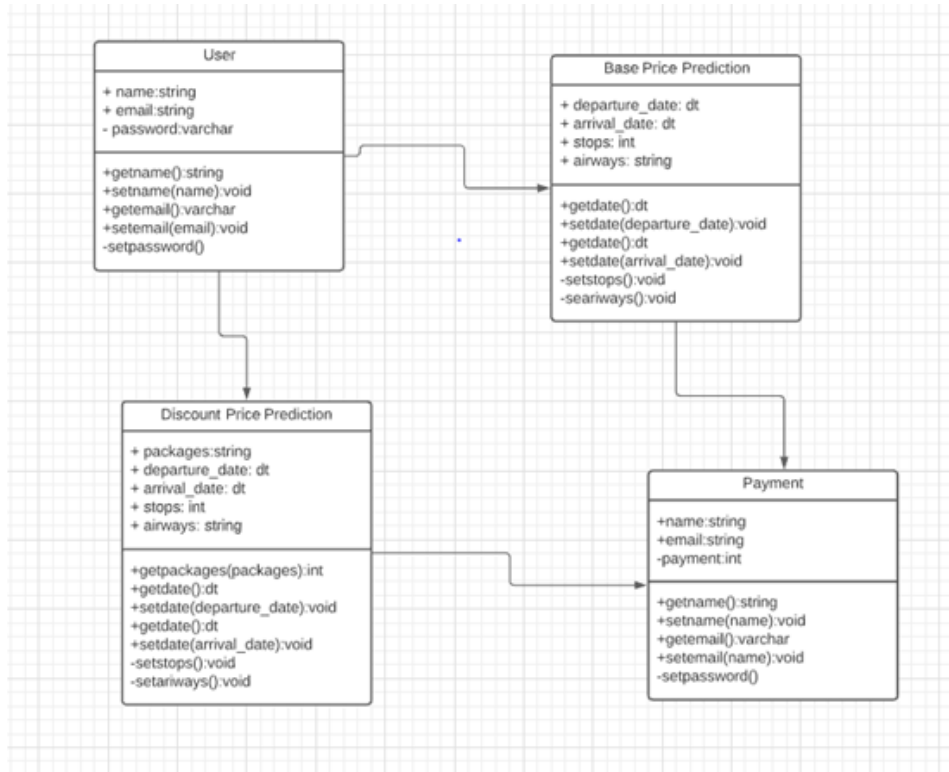 User
+ name:string
+ email:string
- password:varchar
+getname():string
+setname(name):void
+getemail():varchar
+setemail(email):void
-setpassword()
Base Price Prediction
+ departure_date: dt
+ arrival_date: dt
+ stops: int
+ airways: string
+getdate():dt
+setdate(departure_date):void
+getdate():dt
+setdate(arrival_date):void
-setstops():void
-seariways():void
Discount Price Prediction
+ packages:string
+ departure_date: dt
+ arrival_date: dt
+ stops: int
+ airways: string
+getpackages(packages):int
+getdate():dt
+setdate(departure_date):void
+getdate():dt
+setdate(arrival_date):void
-setstops():void
-setariways():void
Payment
+name:string
+email:string
-payment:int
+getname():string
+setname(name):void
+getemail():varchar
+setemail(name):void
-setpassword()